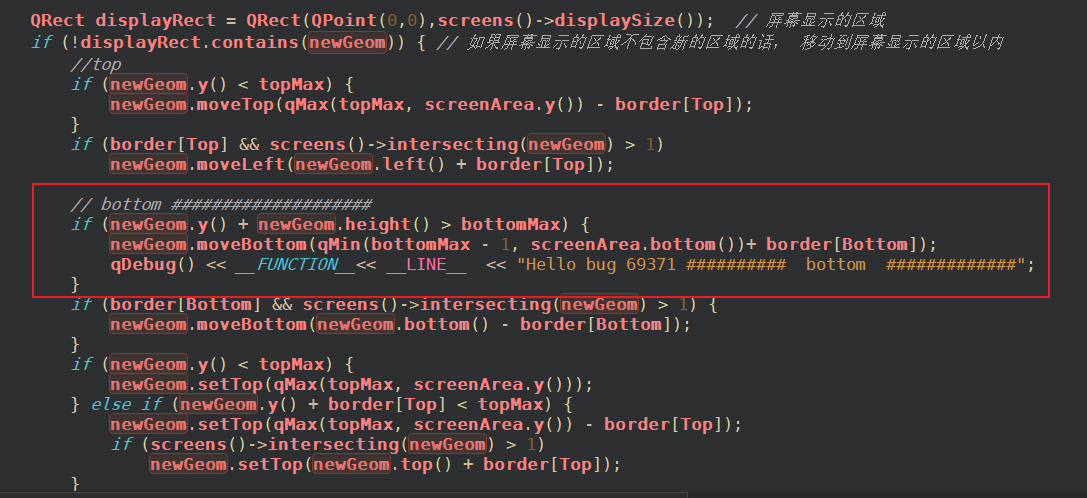 QRect displayRect = QRect(QPoint(0,0),screens()->displaySize());  // 屏幕显示的区域
if (!displayRect.contains(newGeom)) { // 如果屏幕显示的区域不包含新的区域的话， 移动到屏幕显示的区域以内
    //top
    if (newGeom.y() < topMax) {
        newGeom.moveTop(qMax(topMax, screenArea.y()) - border[Top]);
    }
    if (border[Top] && screens()->intersecting(newGeom) > 1)
        newGeom.moveLeft(newGeom.left() + border[Top]);

    // bottom ####################
    if (newGeom.y() + newGeom.height() > bottomMax) {
        newGeom.moveBottom(qMin(bottomMax - 1, screenArea.bottom())+ border[Bottom]);
        qDebug() << __FUNCTION__<< __LINE__  << "Hello bug 69371 ##########  bottom  #############";
    }
    if (border[Bottom] && screens()->intersecting(newGeom) > 1) {
        newGeom.moveBottom(newGeom.bottom() - border[Bottom]);
    }
    if (newGeom.y() < topMax) {
        newGeom.setTop(qMax(topMax, screenArea.y()));
    } else if (newGeom.y() + border[Top] < topMax) {
        newGeom.setTop(qMax(topMax, screenArea.y()) - border[Top]);
        if (screens()->intersecting(newGeom) > 1)
            newGeom.setTop(newGeom.top() + border[Top]);
    }